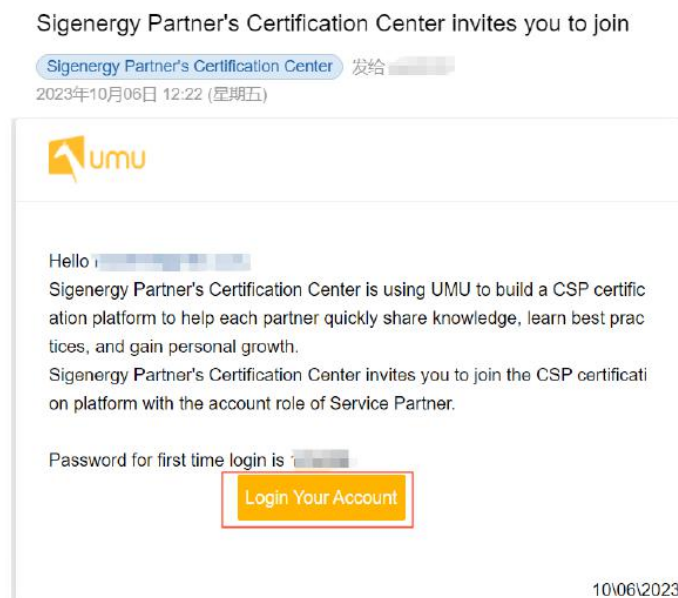 Sigenergy Partner's Certification Center invites you to join
Sigenergy Partner's Certification Center 发给
2023年10月06日 12:22 (星期五)
umu
Hello
Sigenergy Partner's Certification Center is using UMU to build a CSP certific
ation platform to help each partner quickly share knowledge, learn best prac
tices, and gain personal growth.
Sigenergy Partner's Certification Center invites you to join the CSP certificati
on platform with the account role of Service Partner.
Password for first time login is
Login Your Account
10\06\2023